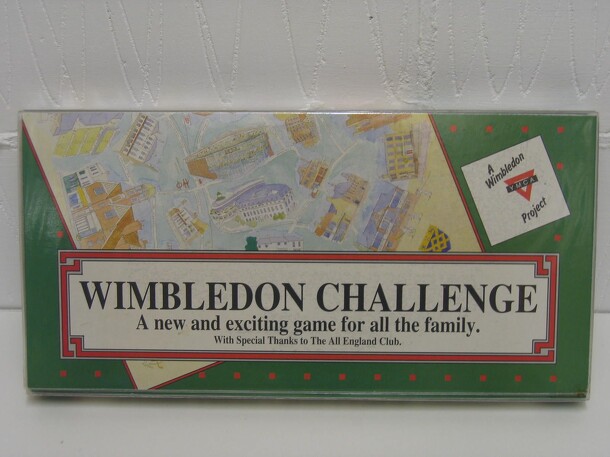 A
Wimbledon
YMCA
Project
WIMBLEDON CHALLENGE
A new and exciting game for all the family.
With Special Thanks to The All England Club.